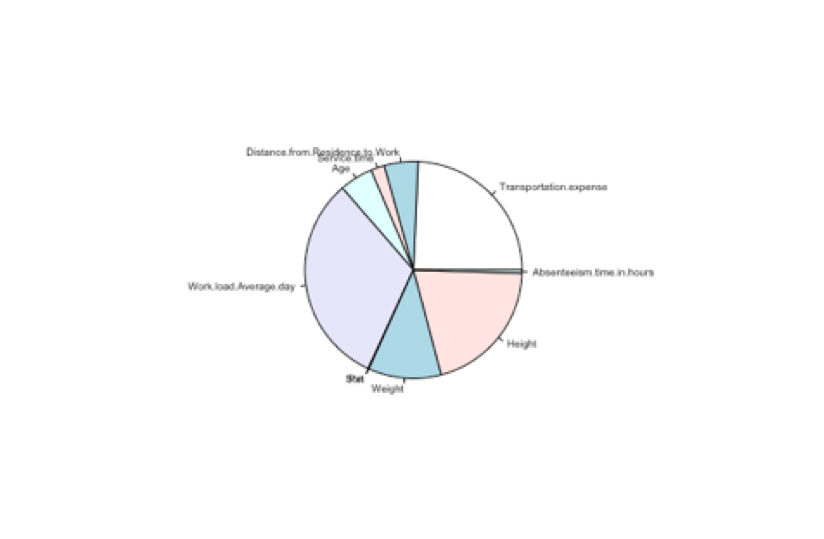 Distance.from.Residence.to.Work
Service.time
Age
Transportation.expense
Work.load.Average.day
Absenteeism.time.in.hours
Height
Weight